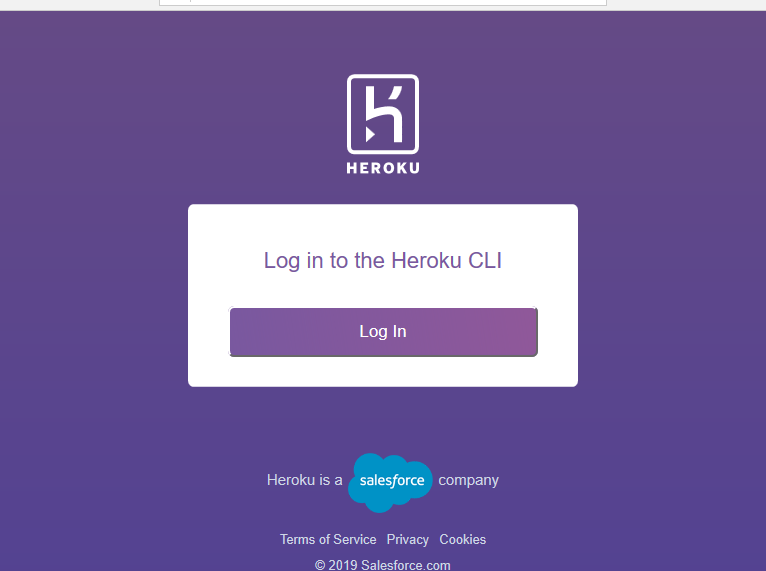 HEROKU
Log in to the Heroku CLI
Log In
Heroku is a salesforce company
Terms of Service Privacy Cookies
© 2019 Salesforce.com